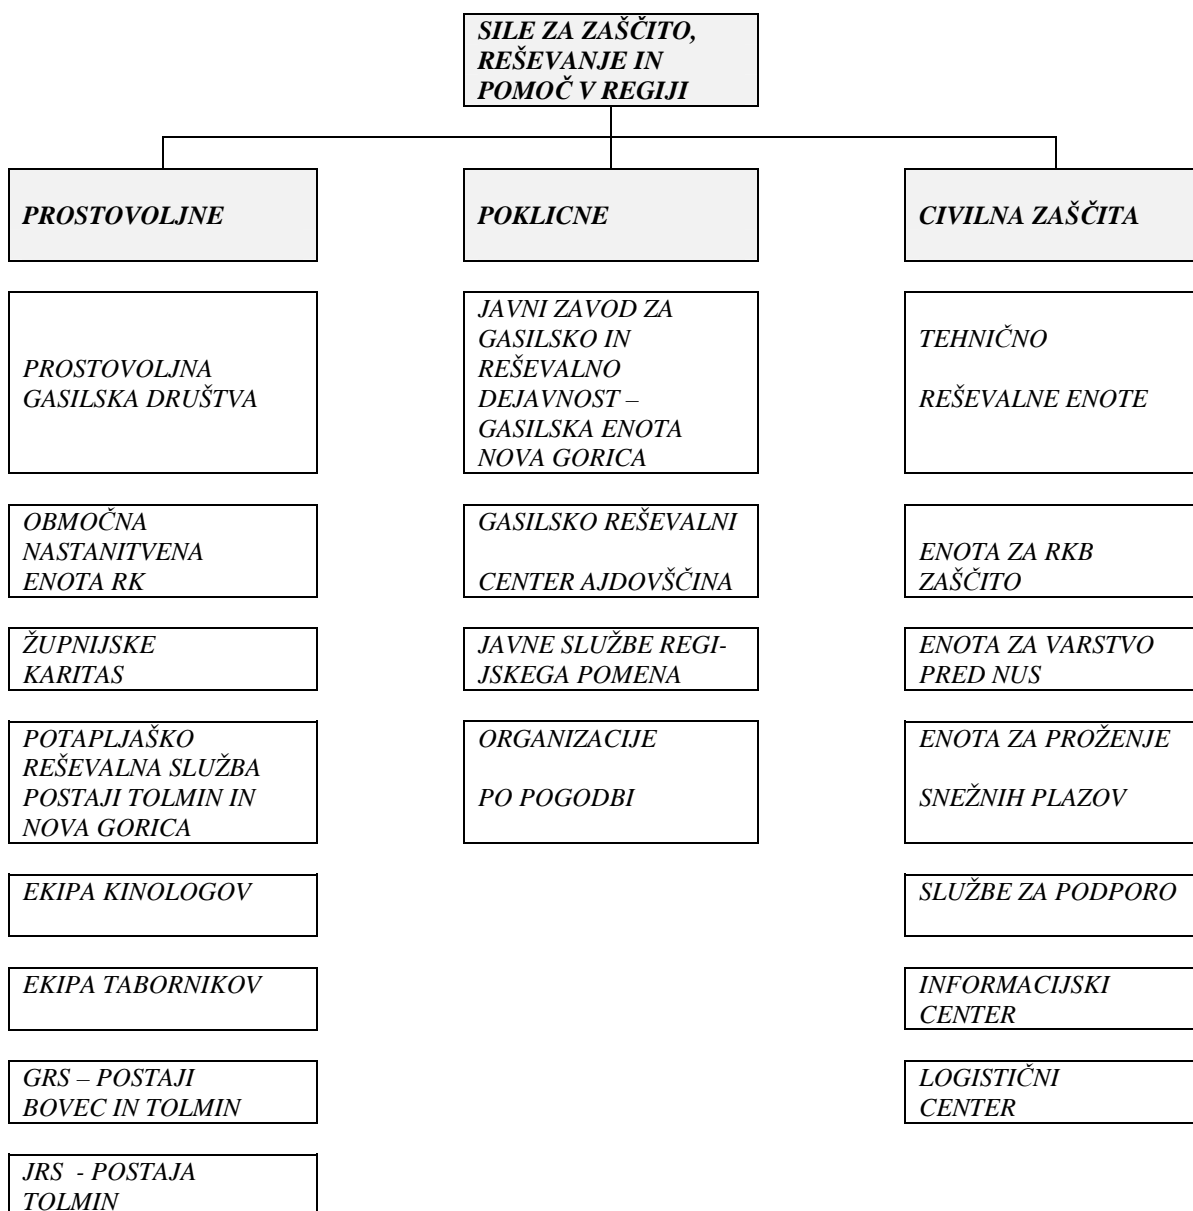 SILE ZA ZAŠČITO,
REŠEVANJE IN
POMOČ V REGIJI
PROSTOVOLJNE
POKLICNE
CIVILNA ZAŠČITA
PROSTOVOLJNA
GASILSKA DRUŠTVA
JAVNI ZAVOD ZA
GASILSKO IN
REŠEVALNO
DEJAVNOST –
GASILSKA ENOTA
NOVA GORICA
TEHNIČNO
REŠEVALNE ENOTE
OBMOČNA
NASTANITVENA
ENOTA RK
GASILSKO REŠEVALNI
CENTER AJDOVŠČINA
ENOTA ZA RKB
ZAŠČITO
ŽUPNIJSKE
KARITAS
JAVNE SLUŽBE REGI-
JSKEGA POMENA
ENOTA ZA VARSTVO
PRED NUS
POTAPLJAŠKO
REŠEVALNA SLUŽBA
POSTAJI TOLMIN IN
NOVA GORICA
ORGANIZACIJE
PO POGODBI
ENOTA ZA PROŽENJE
SNEŽNIH PLAZOV
EKIPA KINOLOGOV
SLUŽBE ZA PODPORO
EKIPA TABORNIKOV
INFORMACIJSKI
CENTER
GRS – POSTAJI
BOVEC IN TOLMIN
LOGISTIČNI
CENTER
JRS - POSTAJA
TOLMIN